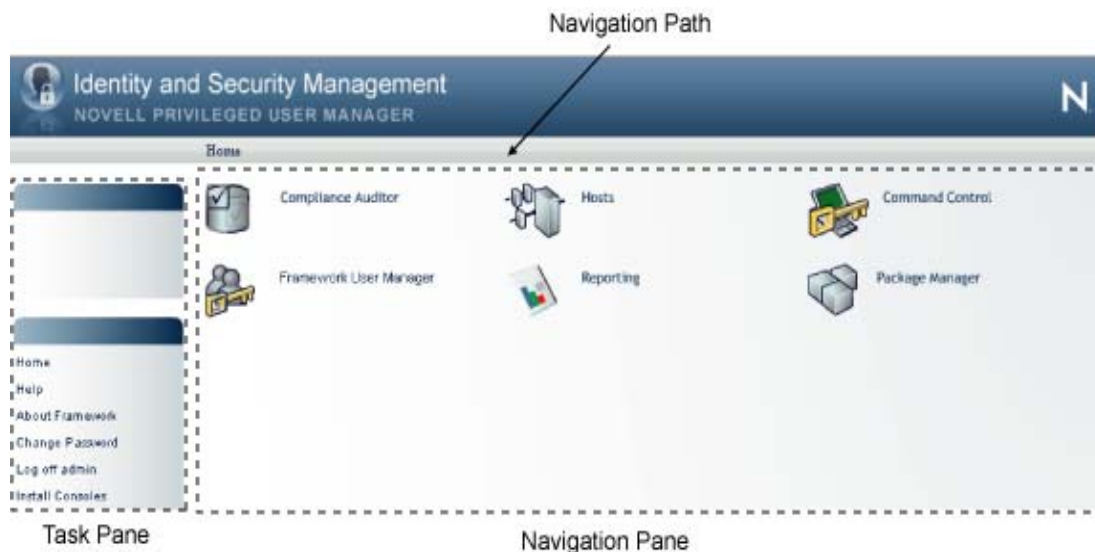 Navigation Path
Identity and Security Management
NOVELL PRIVILEGED USER MANAGER
N
Home
Compliance Auditor
Hosts
Command Control
Framework User Manager
Reporting
Package Manager
Home
Help
About Framework
Change Password
Log off admin
Install Consoles
Task Pane
Navigation Pane